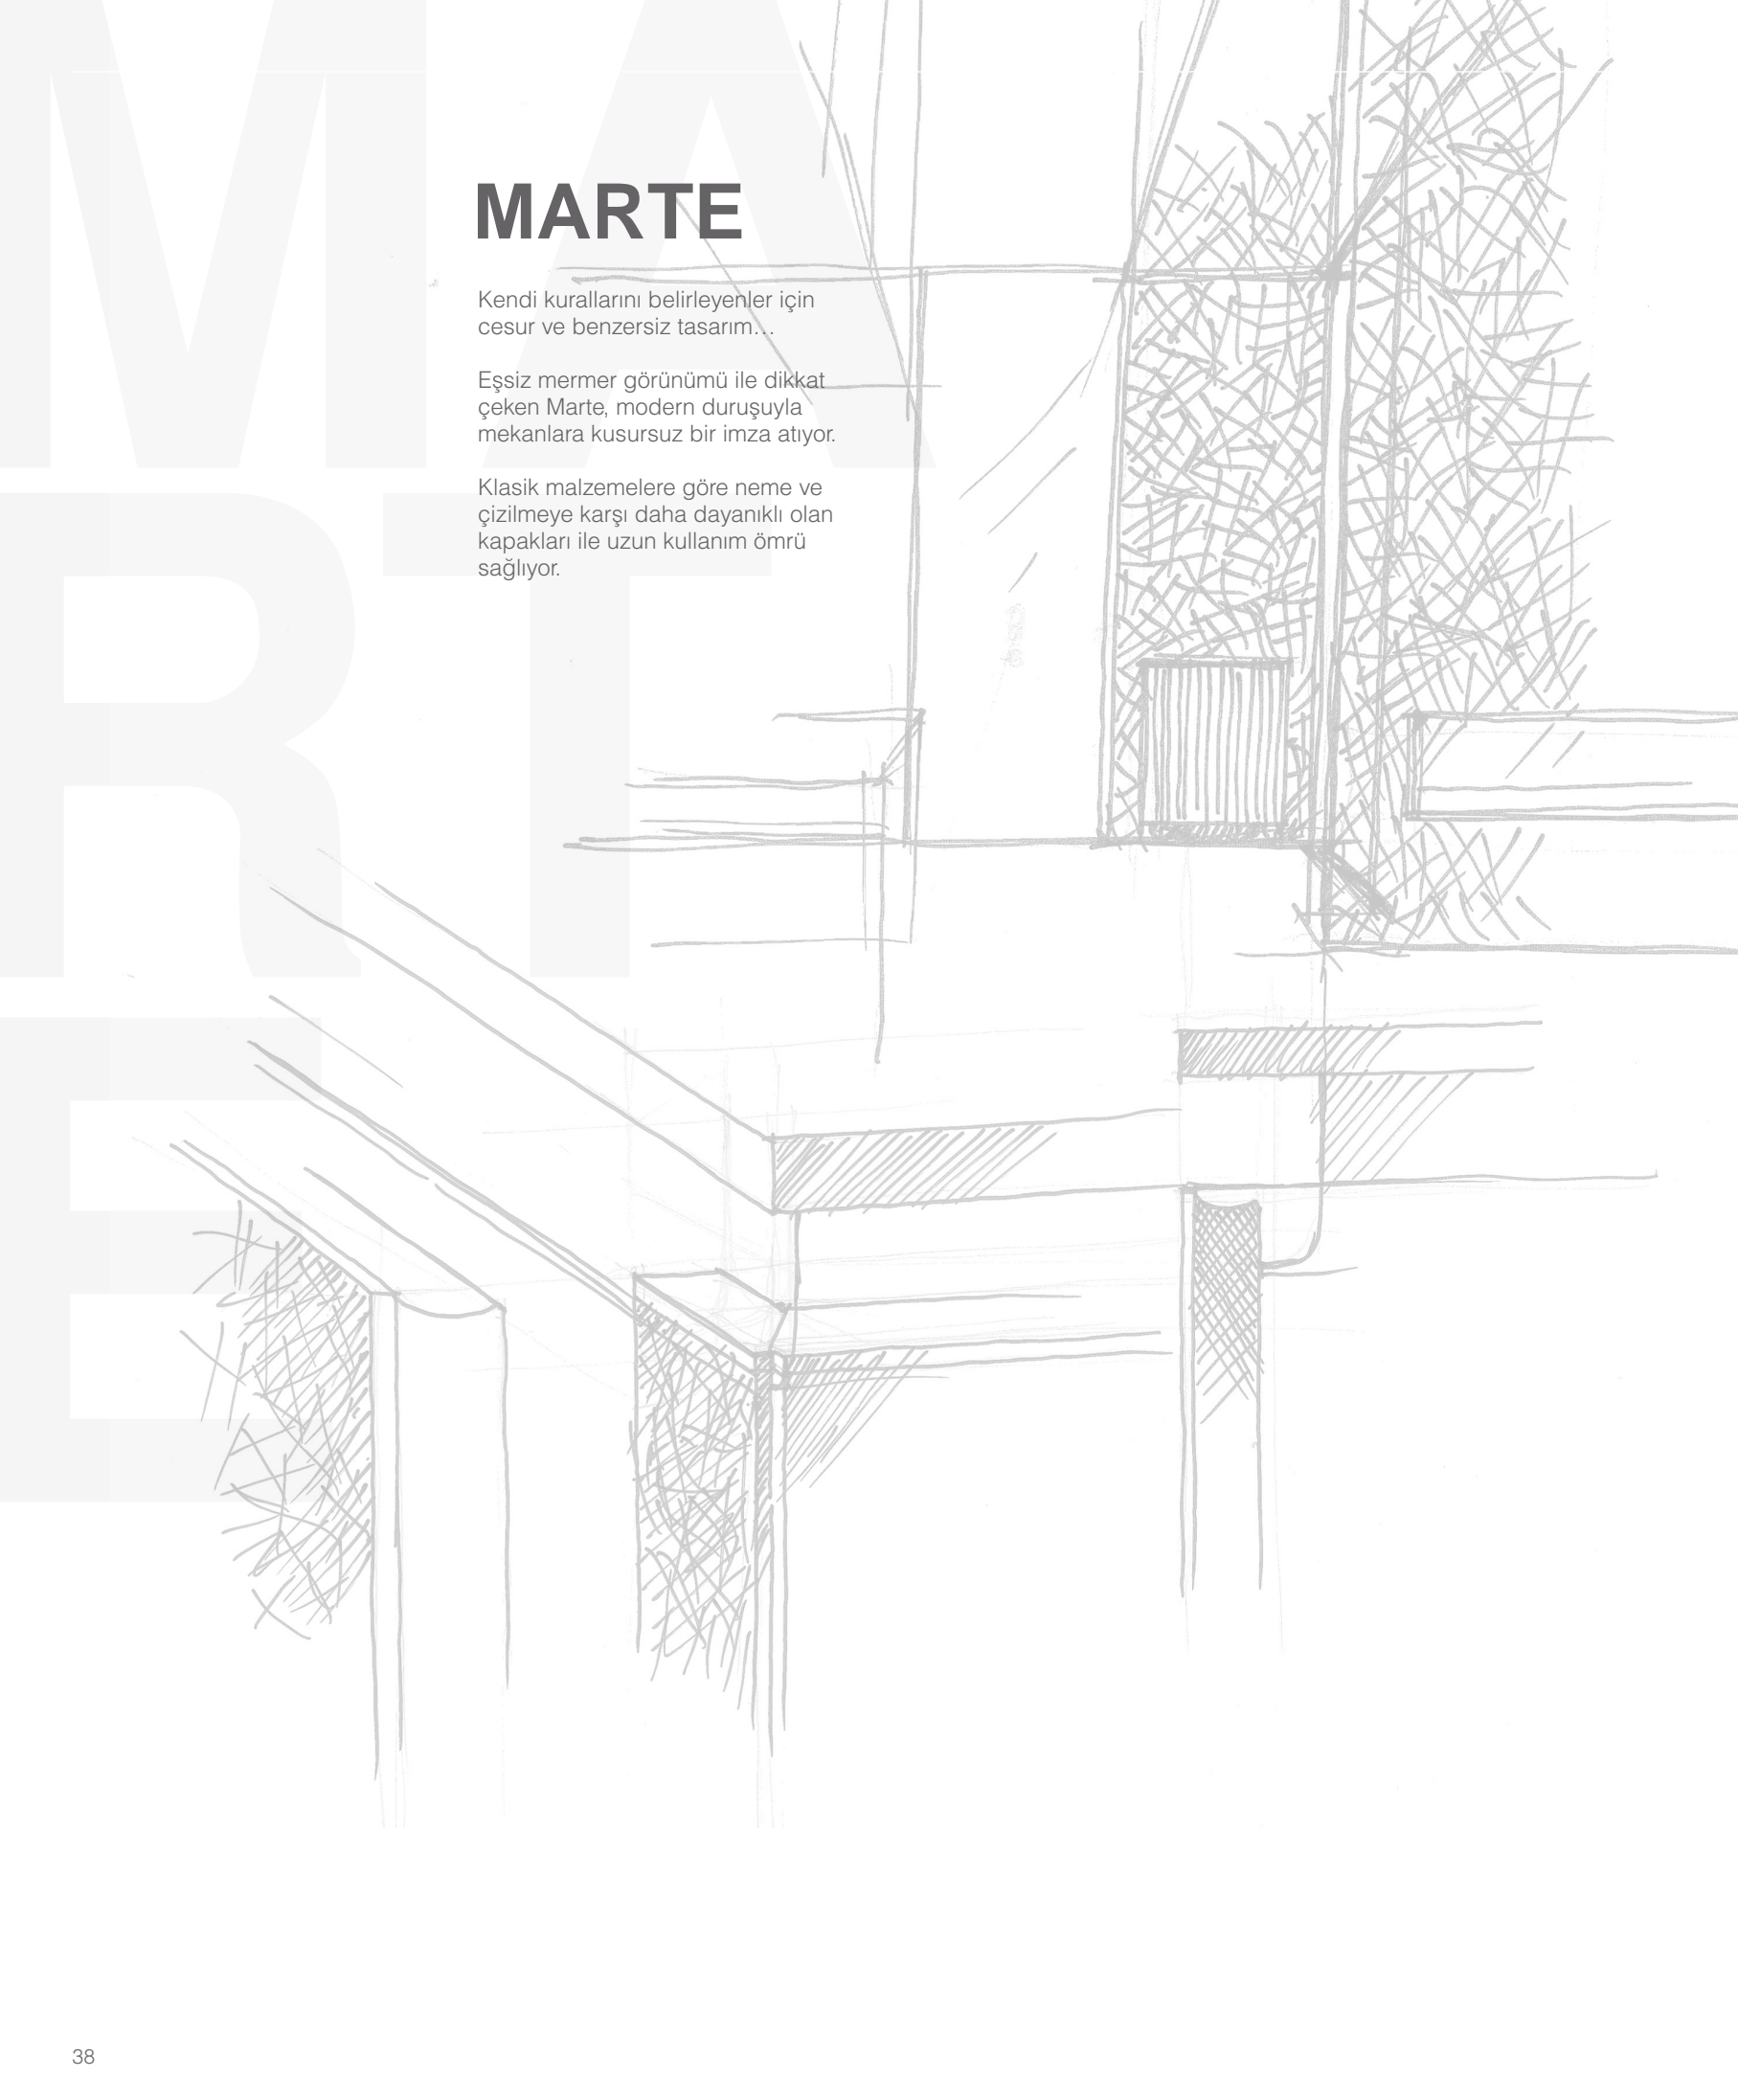 MA
RT
E
MARTE
Kendi kurallarını belirleyenler için
cesur ve benzersiz tasarım…
Eşsiz mermer görünümü ile dikkat
çeken Marte, modern duruşuyla
mekanlara kusursuz bir imza atıyor.
Klasik malzemelere göre neme ve
çizilmeye karşı daha dayanıklı olan
kapakları ile uzun kullanım ömrü
sağlıyor.
38